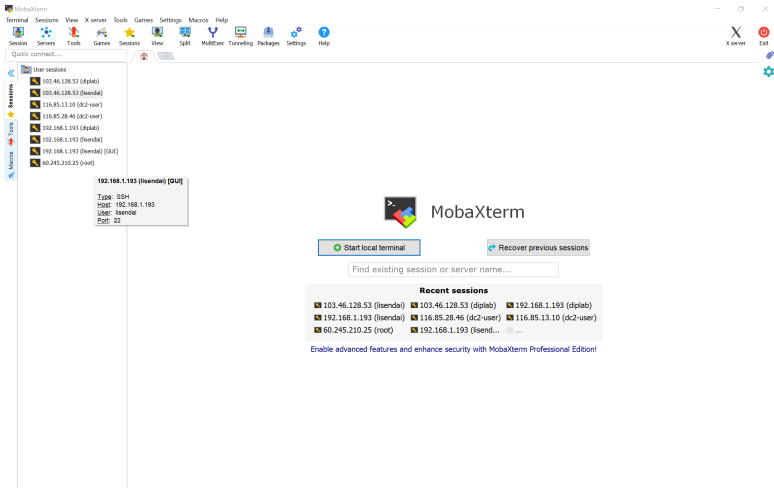 MobaXterm
Terminal Sessions View X server Tools Games Settings Macros Help
Session Servers Tools Games Sessions View Split MultiExec Tunneling Packages Settings Help X server Exit
Quick connect...
User sessions
103.46.128.53 (diplab)
103.46.128.53 (lisendai)
116.85.13.10 (dc2-user)
116.85.28.46 (dc2-user)
192.168.1.193 (diplab)
192.168.1.193 (lisendai)
192.168.1.193 (lisendai) [GUI]
60.245.210.25 (root)
Sessions
Tools
Macros
192.168.1.193 (lisendai) [GUI]
Type: SSH
Host: 192.168.1.193
User: lisendai
Port: 22
MobaXterm
Start local terminal Recover previous sessions
Find existing session or server name...
Recent sessions
103.46.128.53 (lisendai) 103.46.128.53 (diplab) 192.168.1.193 (diplab)
192.168.1.193 (lisendai) 116.85.28.46 (dc2-user) 116.85.13.10 (dc2-user)
60.245.210.25 (root) 192.168.1.193 (lisend... ...
Enable advanced features and enhance security with MobaXterm Professional Edition!